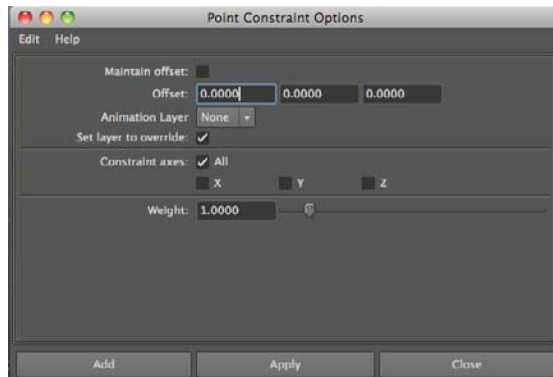 Point Constraint Options
Edit Help
Maintain offset:
Offset: 0.0000 0.0000 0.0000
Animation Layer None
Set layer to override:
Constraint axes: All
X Y Z
Weight: 1.0000
Add Apply Close